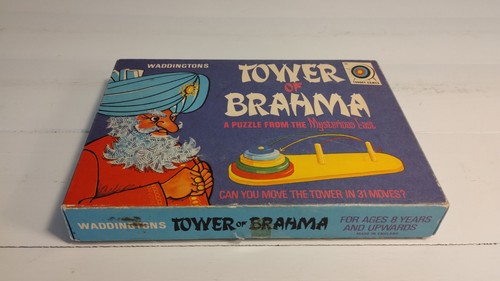 WADDINGTONS
TOWER
OF
BRAHMA
A PUZZLE FROM THE Mysterious East
CAN YOU MOVE THE TOWER IN 31 MOVES?
WADDINGTONS TOWER OF BRAHMA
FOR AGES 8 YEARS
AND UPWARDS